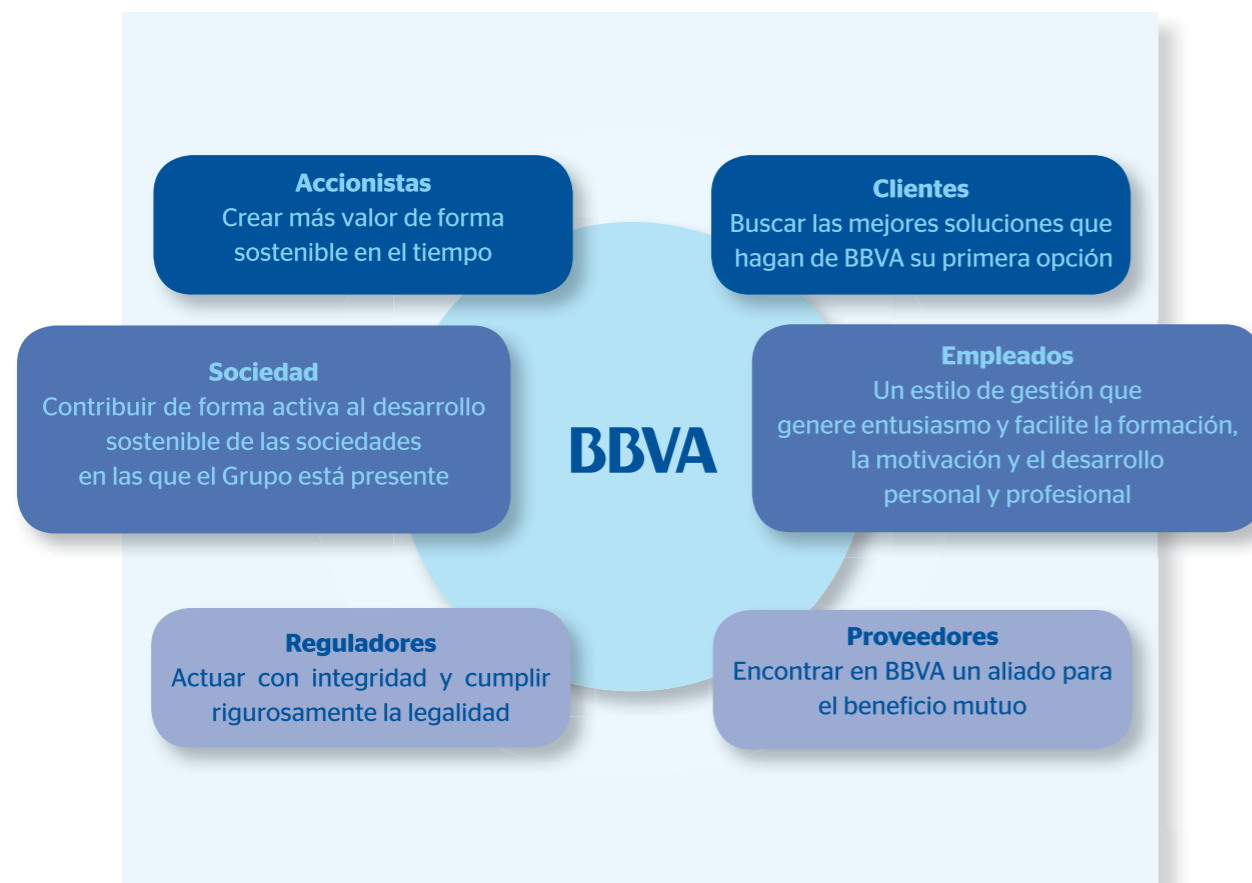 Accionistas
Crear más valor de forma
sostenible en el tiempo
Clientes
Buscar las mejores soluciones que
hagan de BBVA su primera opción
Sociedad
Contribuir de forma activa al desarrollo
sostenible de las sociedades
en las que el Grupo está presente
BBVA
Empleados
Un estilo de gestión que
genere entusiasmo y facilite la formación,
la motivación y el desarrollo
personal y profesional
Reguladores
Actuar con integridad y cumplir
rigurosamente la legalidad
Proveedores
Encontrar en BBVA un aliado para
el beneficio mutuo